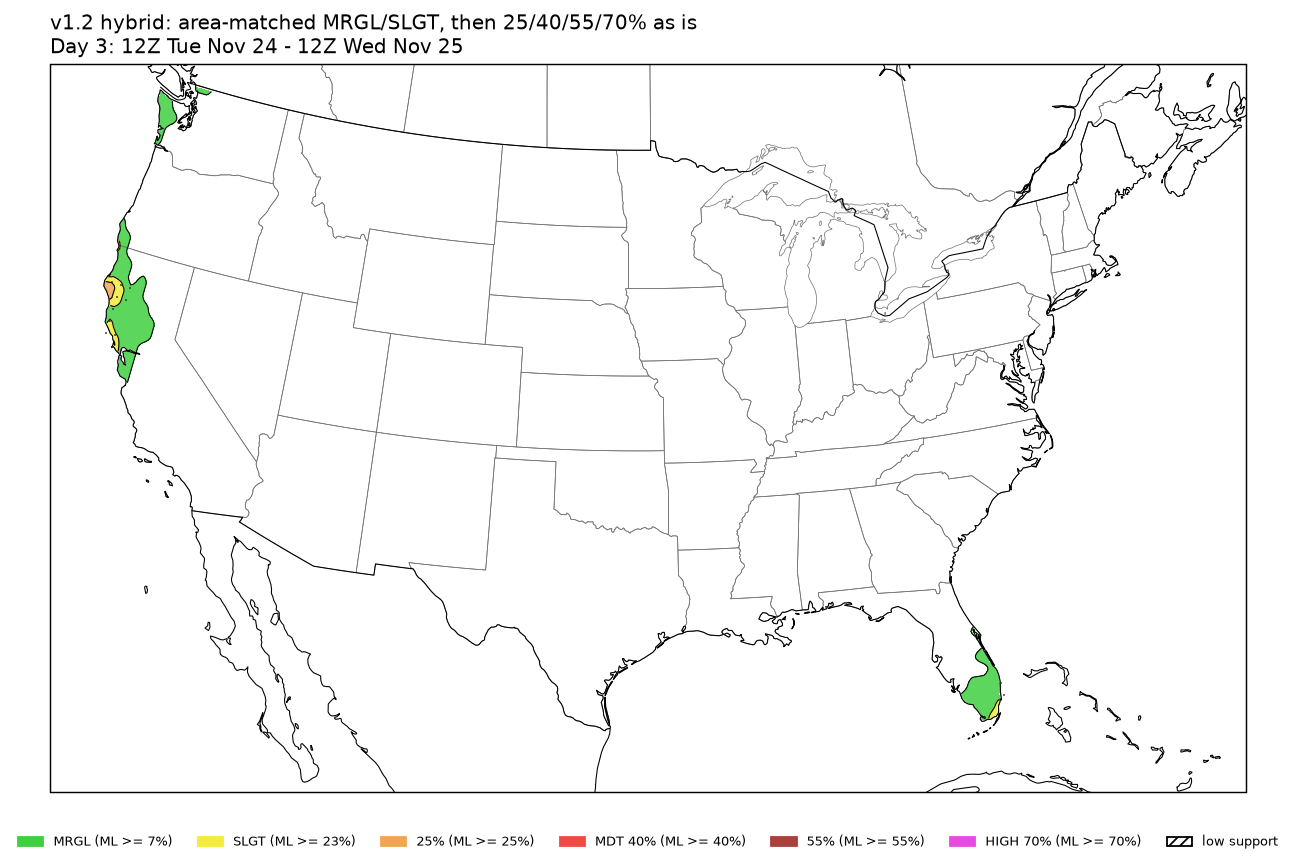 v1.2 hybrid: area-matched MRGL/SLGT, then 25/40/55/70% as is
Day 3: 12Z Tue Nov 24 - 12Z Wed Nov 25
MRGL (ML >= 7%) SLGT (ML >= 23%) 25% (ML >= 25%) MDT 40% (ML >= 40%) 55% (ML >= 55%) HIGH 70% (ML >= 70%) low support